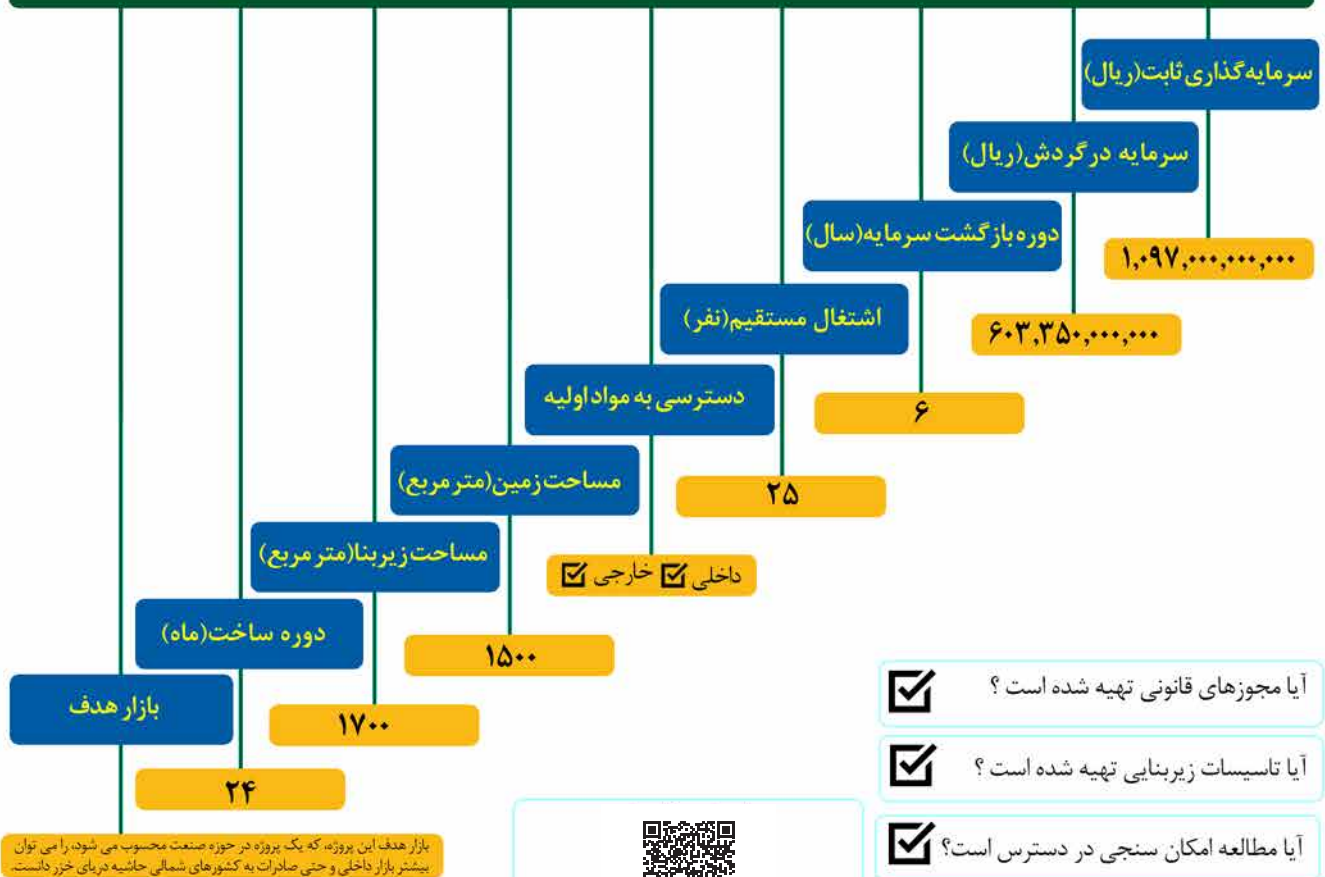 سرمایه گذاری ثابت(ریال)
۱,۰۹۷,۰۰۰,۰۰۰,۰۰۰
سرمایه در گردش(ریال)
۶۰۳,۳۵۰,۰۰۰,۰۰۰
دوره بازگشت سرمایه(سال)
۶
اشتغال مستقیم(نفر)
۲۵
دسترسی به مواد اولیه
داخلی ☑ خارجی ☑
مساحت زمین(متر مربع)
۱۵۰۰
مساحت زیربنا(متر مربع)
۱۷۰۰
دوره ساخت(ماه)
۲۴
بازار هدف
بازار هدف این پروژه، که یک پروژه در حوزه صنعت محسوب می شود، را می توان
بیشتر بازار داخلی و حتی صادرات به کشورهای شمالی حاشیه دریای خزر دانست.
آیا مجوزهای قانونی تهیه شده است ؟ ☑
آیا تاسیسات زیربنایی تهیه شده است ؟ ☑
آیا مطالعه امکان سنجی در دسترس است؟ ☑